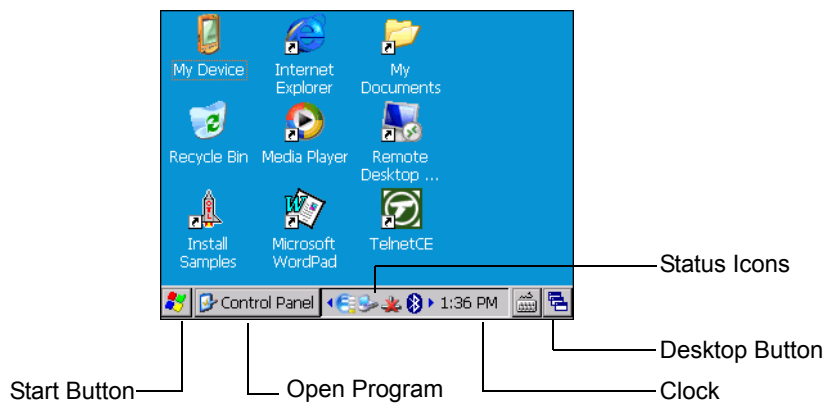 My Device
Internet
Explorer
My
Documents
Recycle Bin
Media Player
Remote
Desktop ...
Install
Samples
Microsoft
WordPad
TelnetCE
Control Panel
1:36 PM
Status Icons
Desktop Button
Start Button
Open Program
Clock